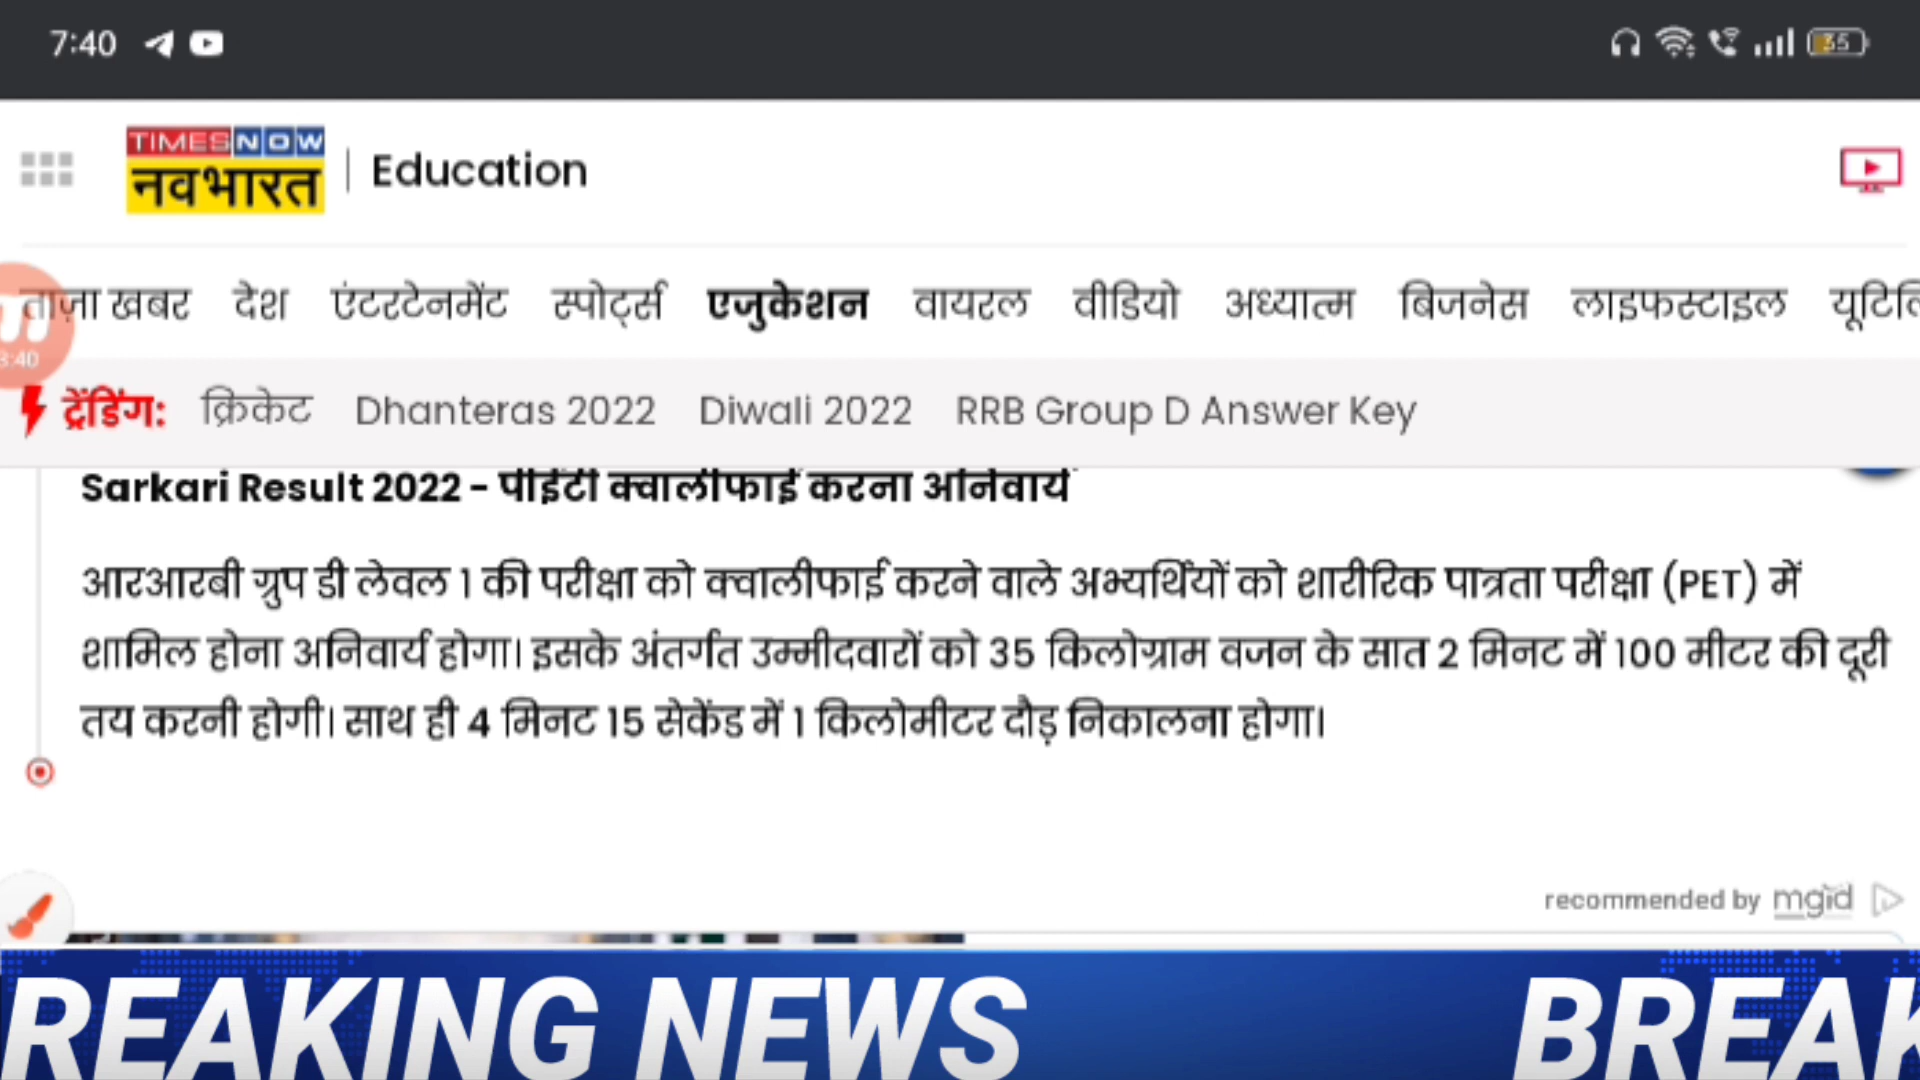 7:40
35
TIMES NOW
नवभारत
Education
ताज़ा खबर देश एंटरटेनमेंट स्पोर्ट्स एजुकेशन वायरल वीडियो अध्यात्म बिजनेस लाइफस्टाइल
3:40
ट्रेंडिंग: क्रिकेट Dhanteras 2022 Diwali 2022 RRB Group D Answer Key
Sarkari Result 2022 - पीईटी क्वालीफाई करना अनिवार्य
आरआरबी ग्रुप डी लेवल 1 की परीक्षा को क्वालीफाई करने वाले अभ्यर्थियों को शारीरिक पात्रता परीक्षा (PET) में
शामिल होना अनिवार्य होगा। इसके अंतर्गत उम्मीदवारों को 35 किलोग्राम वजन के सात 2 मिनट में 100 मीटर की दूरी
तय करनी होगी। साथ ही 4 मिनट 15 सेकेंड में 1 किलोमीटर दौड़ निकालना होगा।
recommended by mgid
REAKING NEWS BREAK